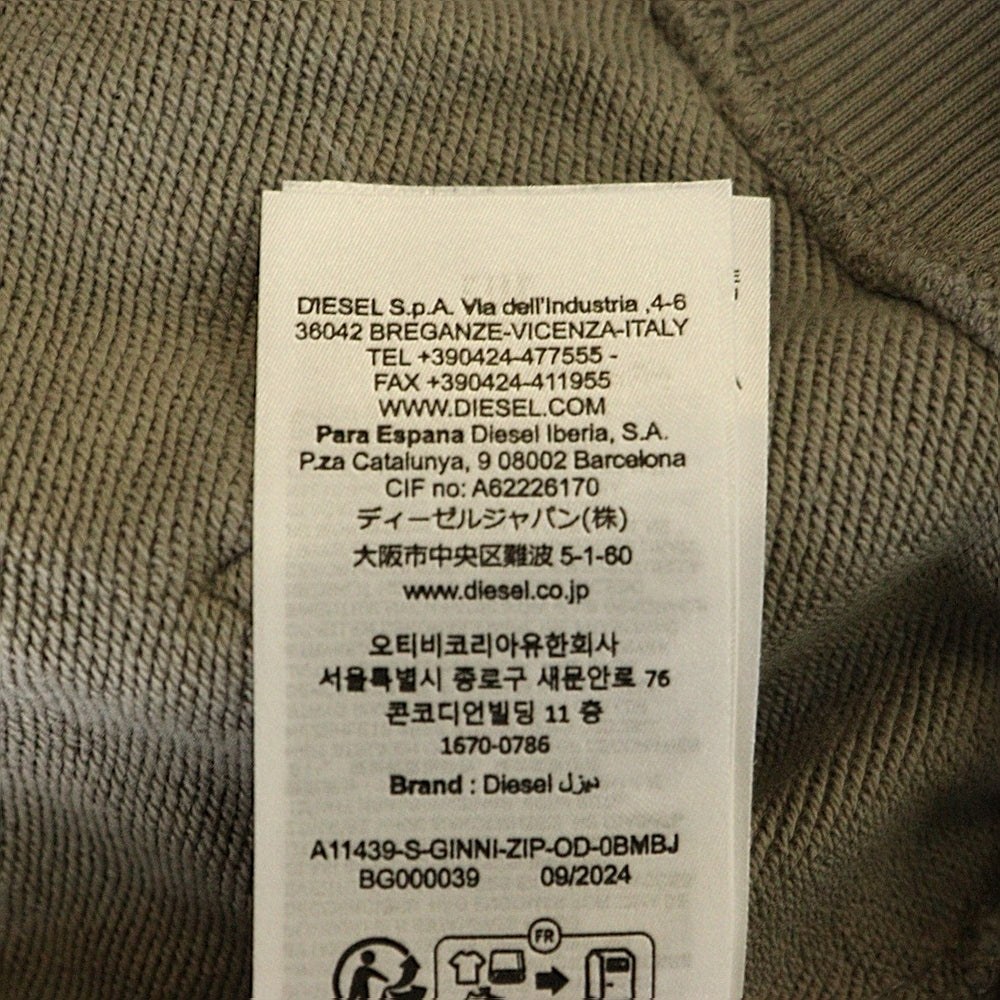 DIESEL S.p.A. Via dell'Industria ,4-6
36042 BREGANZE-VICENZA-ITALY
TEL +390424-477555 -
FAX +390424-411955
WWW.DIESEL.COM
Para Espana Diesel Iberia, S.A.
P.za Catalunya, 9 08002 Barcelona
CIF no: A62226170
ディーゼルジャパン(株)
大阪市中央区難波 5-1-60
www.diesel.co.jp
오티비코리아유한회사
서울특별시 종로구 새문안로 76
콘코디언빌딩 11 층
1670-0786
Brand : Diesel ديزل
A11439-S-GINNI-ZIP-OD-0BMBJ
BG000039 09/2024
FR